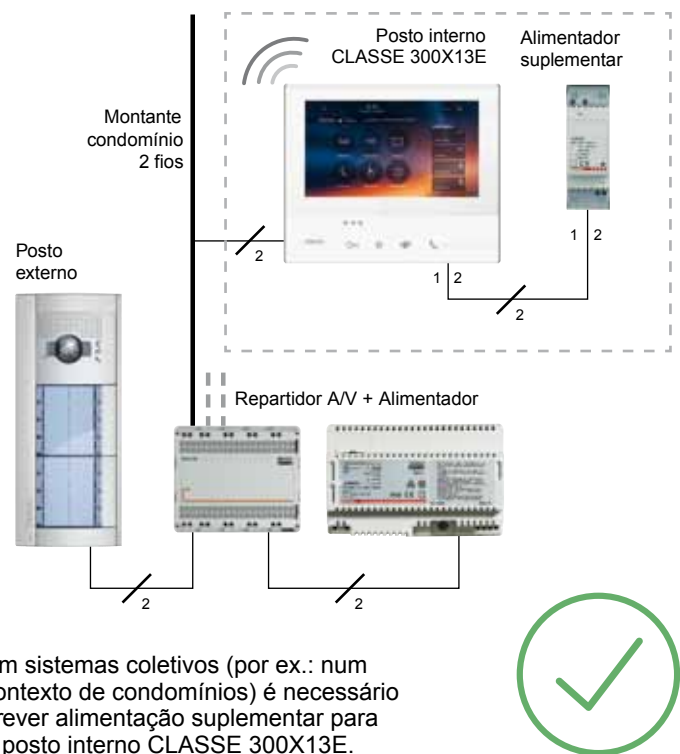 Posto interno
CLASSE 300X13E
Alimentador
suplementar
Montante
condomínio
2 fios
2
1 2
1 2
2
Posto
externo
Repartidor A/V + Alimentador
2
2
m sistemas coletivos (por ex.: num
ontexto de condomínios) é necessário
rever alimentação suplementar para
posto interno CLASSE 300X13E.